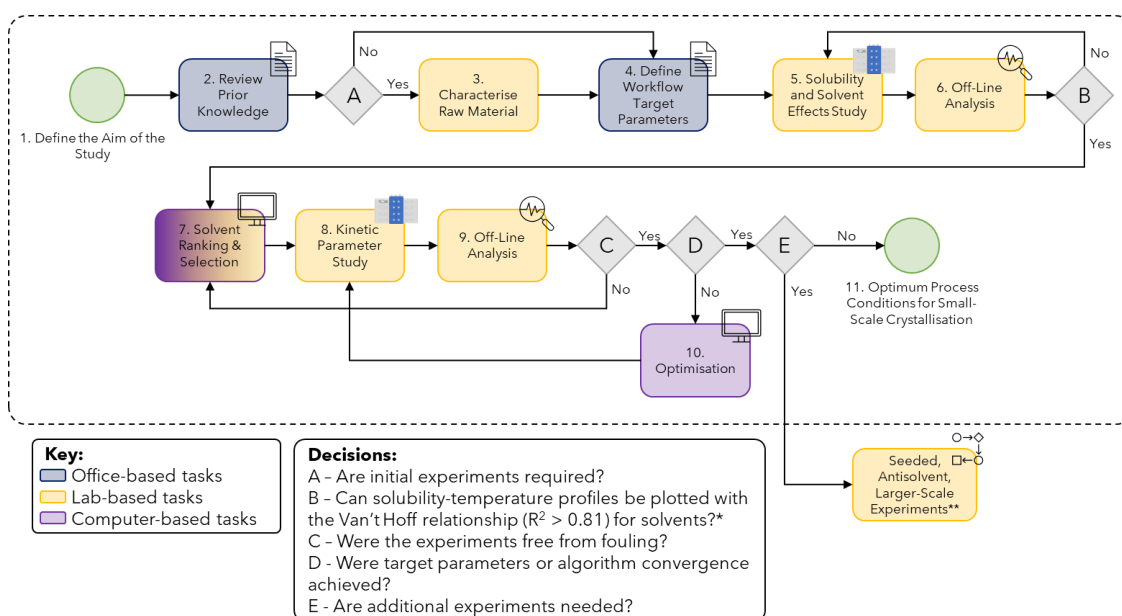 No
2. Review
Prior
Knowledge
A
Yes
3.
Characterise
Raw Material
4. Define
Workflow
Target
Parameters
5. Solubility
and Solvent
Effects Study
6. Off-Line
Analysis
No
B
Yes
1. Define the Aim of the
Study
7. Solvent
Ranking &
Selection
8. Kinetic
Parameter
Study
9. Off-Line
Analysis
C
Yes
No
D
Yes
No
E
No
Yes
11. Optimum Process
Conditions for Small-
Scale Crystallisation
10.
Optimisation
Key:
Office-based tasks
Lab-based tasks
Computer-based tasks
Decisions:
A – Are initial experiments required?
B – Can solubility-temperature profiles be plotted with
the Van’t Hoff relationship (R² > 0.81) for solvents?*
C – Were the experiments free from fouling?
D - Were target parameters or algorithm convergence
achieved?
E - Are additional experiments needed?
Seeded,
Antisolvent,
Larger-Scale
Experiments**